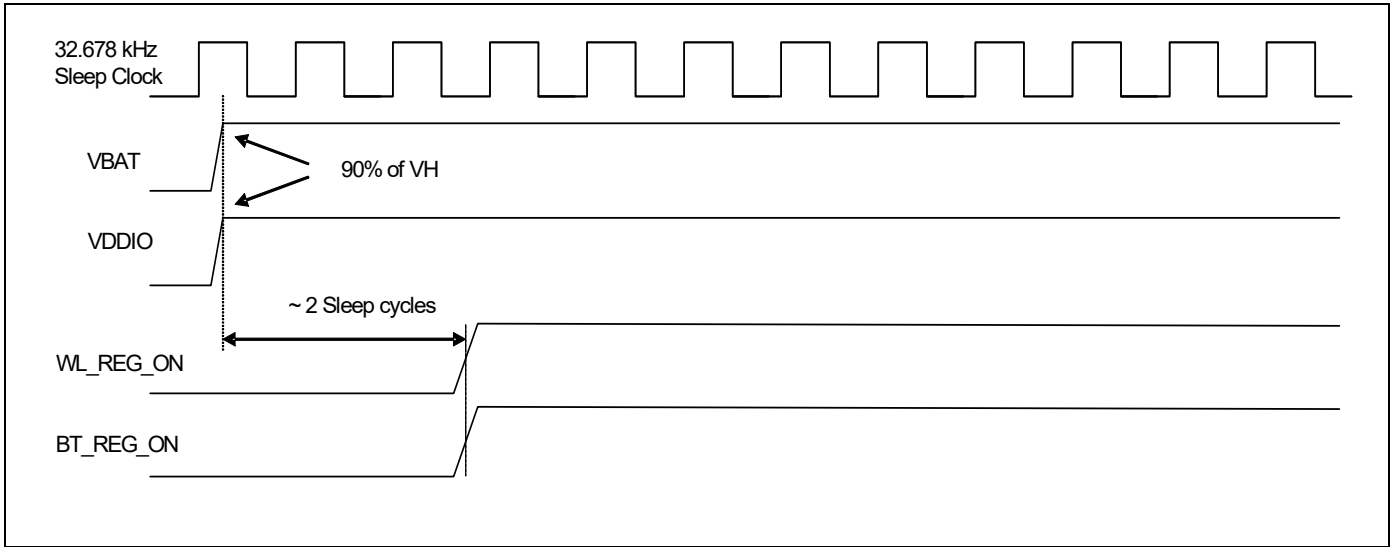 32.678 kHz
Sleep Clock
VBAT
90% of VH
VDDIO
~ 2 Sleep cycles
WL_REG_ON
BT_REG_ON